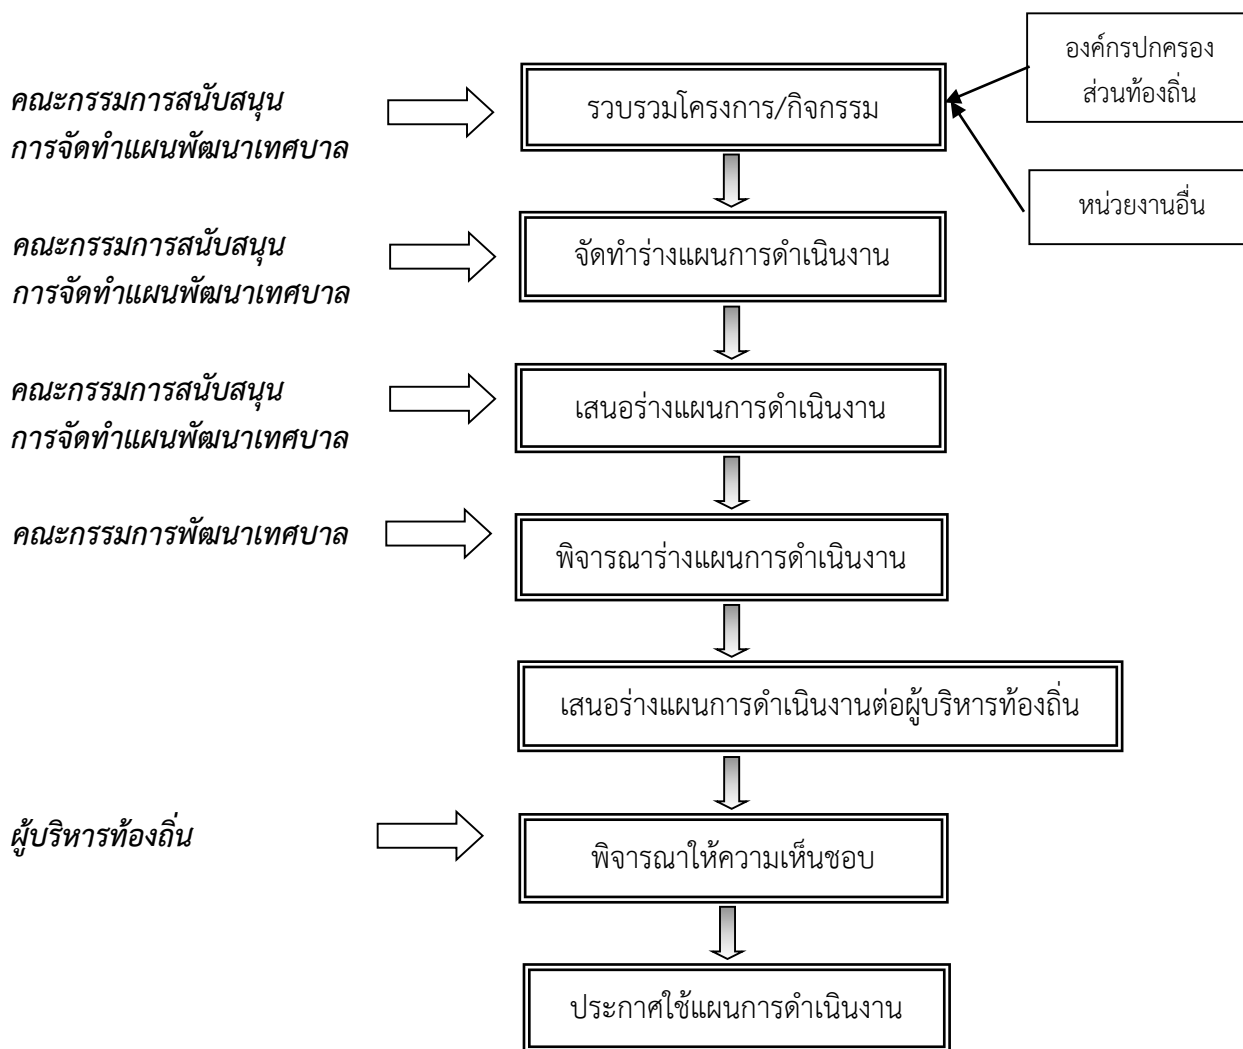 องค์กรปกครอง
ส่วนท้องถิ่น
คณะกรรมการสนับสนุน
การจัดทำแผนพัฒนาเทศบาล
รวบรวมโครงการ/กิจกรรม
หน่วยงานอื่น
คณะกรรมการสนับสนุน
การจัดทำแผนพัฒนาเทศบาล
จัดทำร่างแผนการดำเนินงาน
คณะกรรมการสนับสนุน
การจัดทำแผนพัฒนาเทศบาล
เสนอร่างแผนการดำเนินงาน
คณะกรรมการพัฒนาเทศบาล
พิจารณาร่างแผนการดำเนินงาน
เสนอร่างแผนการดำเนินงานต่อผู้บริหารท้องถิ่น
ผู้บริหารท้องถิ่น
พิจารณาให้ความเห็นชอบ
ประกาศใช้แผนการดำเนินงาน